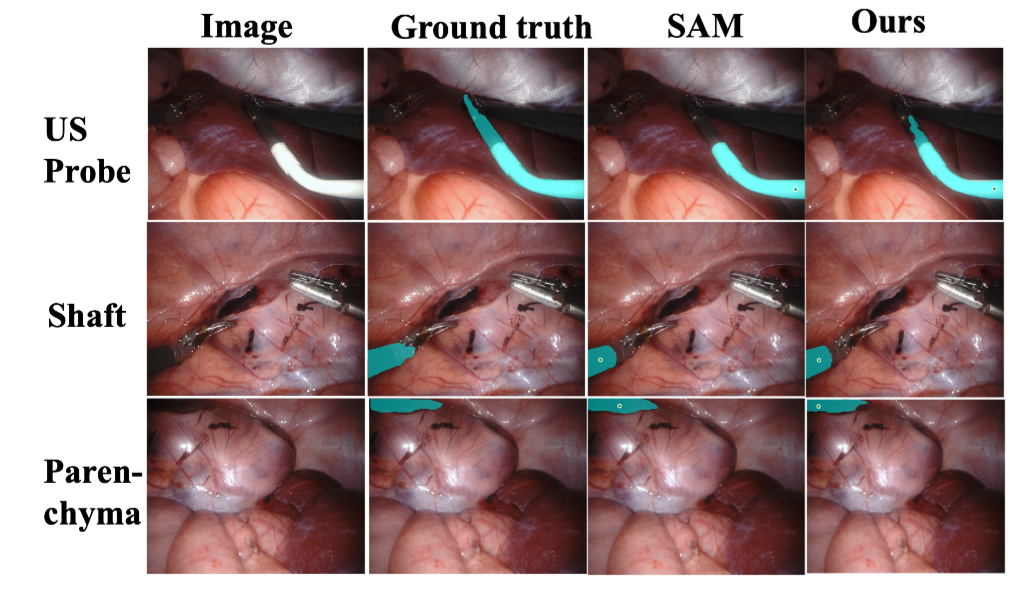 Image Ground truth SAM Ours
US
Probe
Shaft
Paren-
chyma